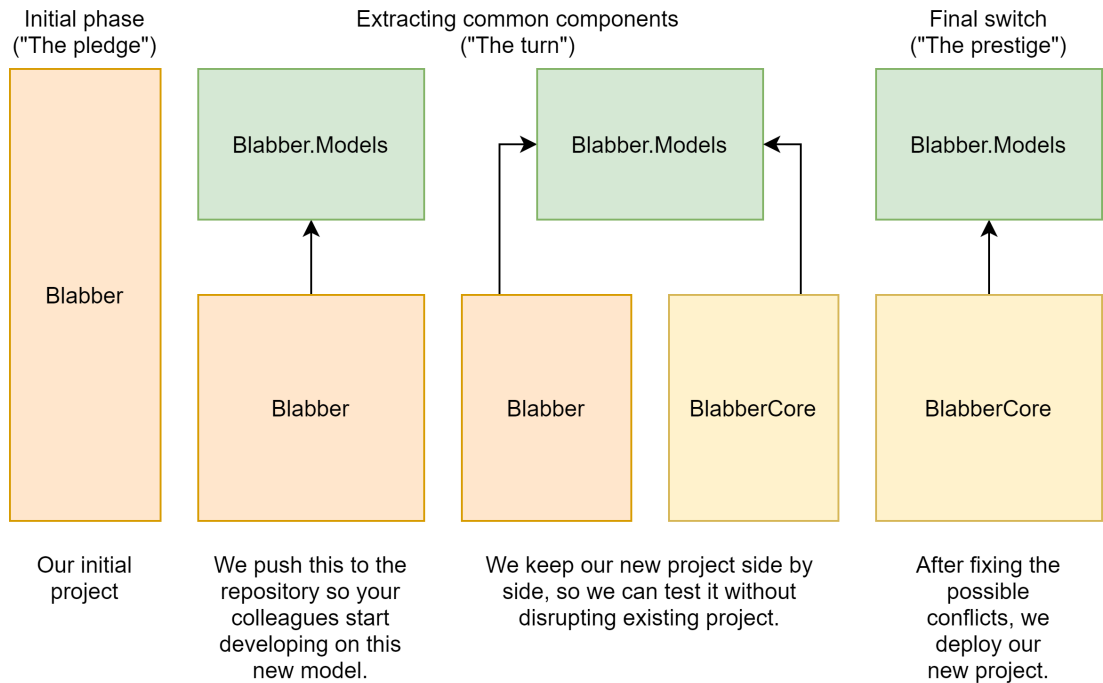 Initial phase
("The pledge")
Extracting common components
("The turn")
Final switch
("The prestige")
Blabber
Blabber.Models
Blabber
Blabber.Models
Blabber
BlabberCore
Blabber.Models
BlabberCore
Our initial
project
We push this to the
repository so your
colleagues start
developing on this
new model.
We keep our new project side by
side, so we can test it without
disrupting existing project.
After fixing the
possible
conflicts, we
deploy our
new project.